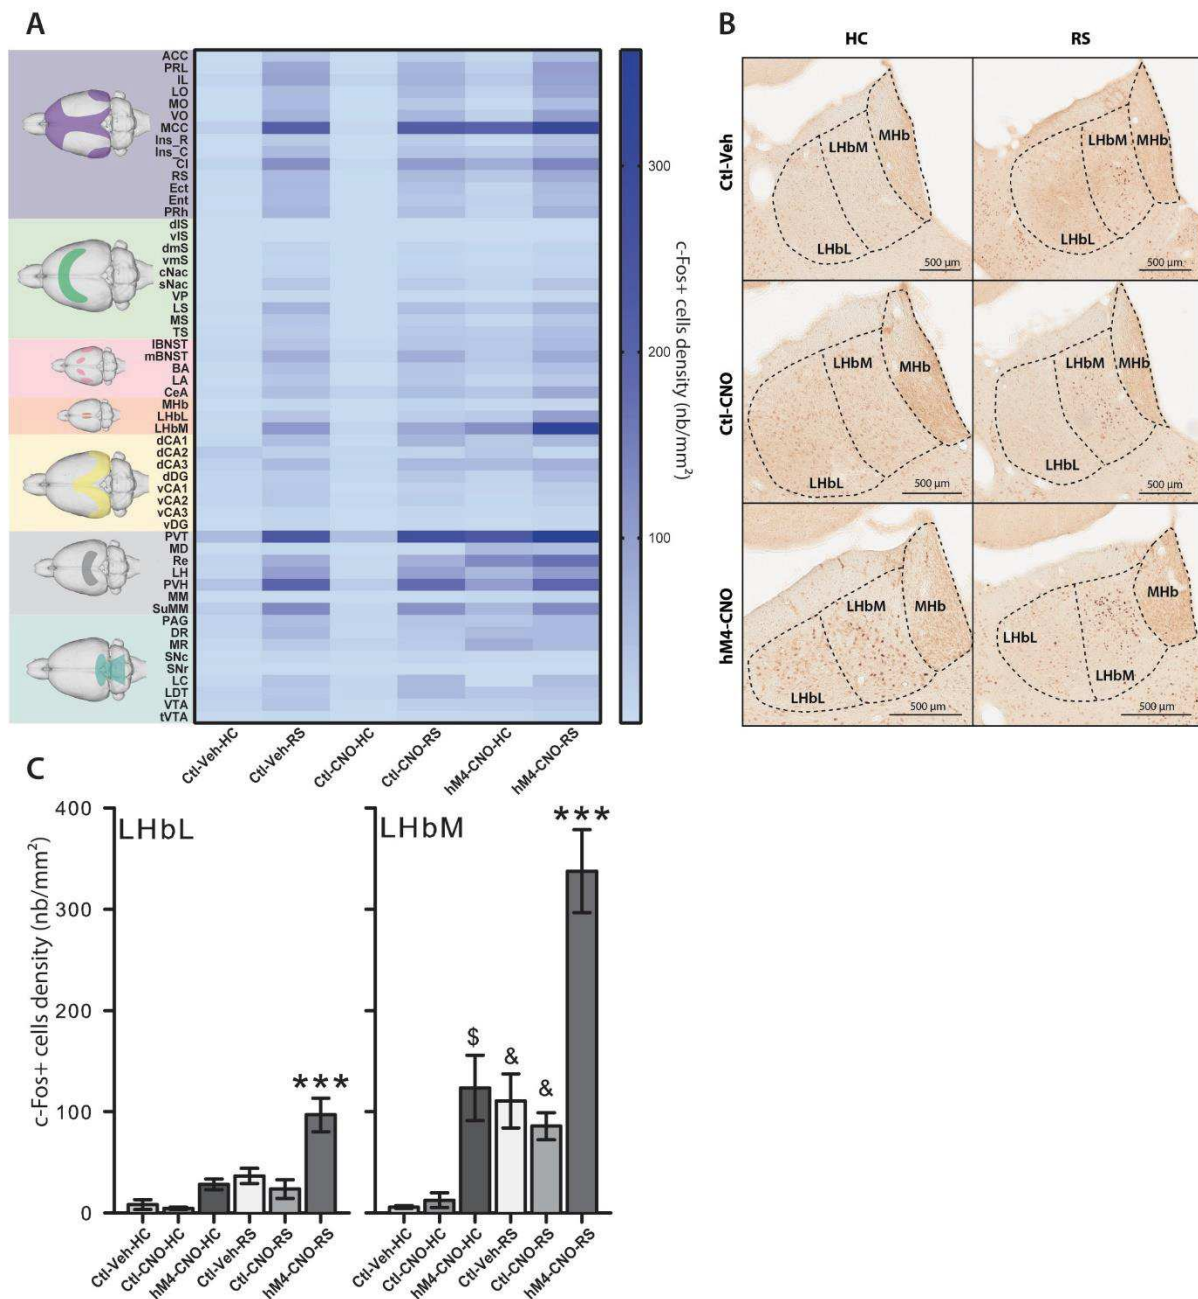 A
ACC
PRL
IL
LO
MO
VO
MCC
Ins_R
Ins_C
Cl
RS
Ect
Ent
PRh
dlS
vlS
dmS
vmS
cNac
sNac
VP
LS
MS
TS
lBNST
mBNST
BA
LA
CeA
MHb
LHbL
LHbM
dCA1
dCA2
dCA3
dDG
vCA1
vCA2
vCA3
vDG
PVT
MD
Re
LH
PVH
MM
SuMM
PAG
DR
MR
SNc
SNr
LC
LDT
VTA
tVTA
Ctl-Veh-HC
Ctl-Veh-RS
Ctl-CNO-HC
Ctl-CNO-RS
hM4-CNO-HC
hM4-CNO-RS
300
200
100
c-Fos+ cells density (nb/mm²)
B
HC RS
Ctl-Veh
LHbM MHb
LHbL
500 µm
LHbM MHb
LHbL
500 µm
Ctl-CNO
LHbM MHb
LHbL
500 µm
LHbM MHb
LHbL
500 µm
hM4-CNO
LHbM MHb
LHbL
500 µm
MHb
LHbL
LHbM
500 µm
C
c-Fos+ cells density (nb/mm²)
400
300
200
100
0
LHbL
***
Ctl-Veh-HC
Ctl-CNO-HC
hM4-CNO-HC
Ctl-Veh-RS
Ctl-CNO-RS
hM4-CNO-RS
LHbM
$
&
&
***
Ctl-Veh-HC
Ctl-CNO-HC
hM4-CNO-HC
Ctl-Veh-RS
Ctl-CNO-RS
hM4-CNO-RS